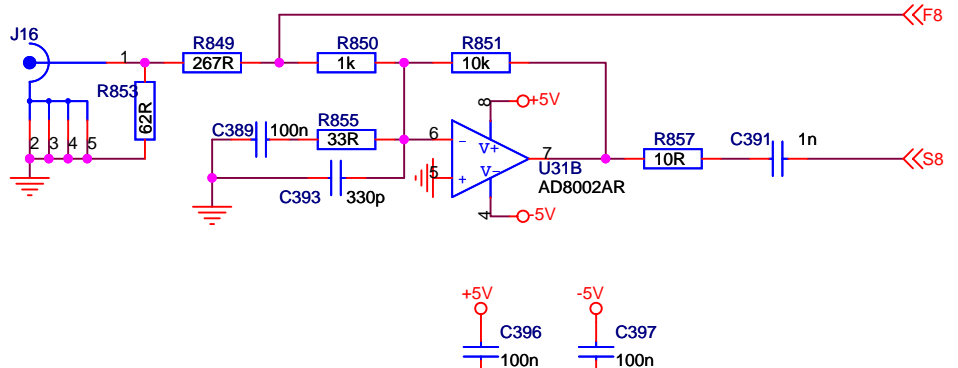 F8
J16
1
R849
267R
R850
1k
R851
10k
R853
62R
2 3 4 5
C389
100n
R855
33R
C393
330p
6
5
8
+5V
V+
V-
-
+
7
U31B
AD8002AR
4
-5V
R857
10R
C391
1n
S8
+5V
-5V
C396
100n
C397
100n